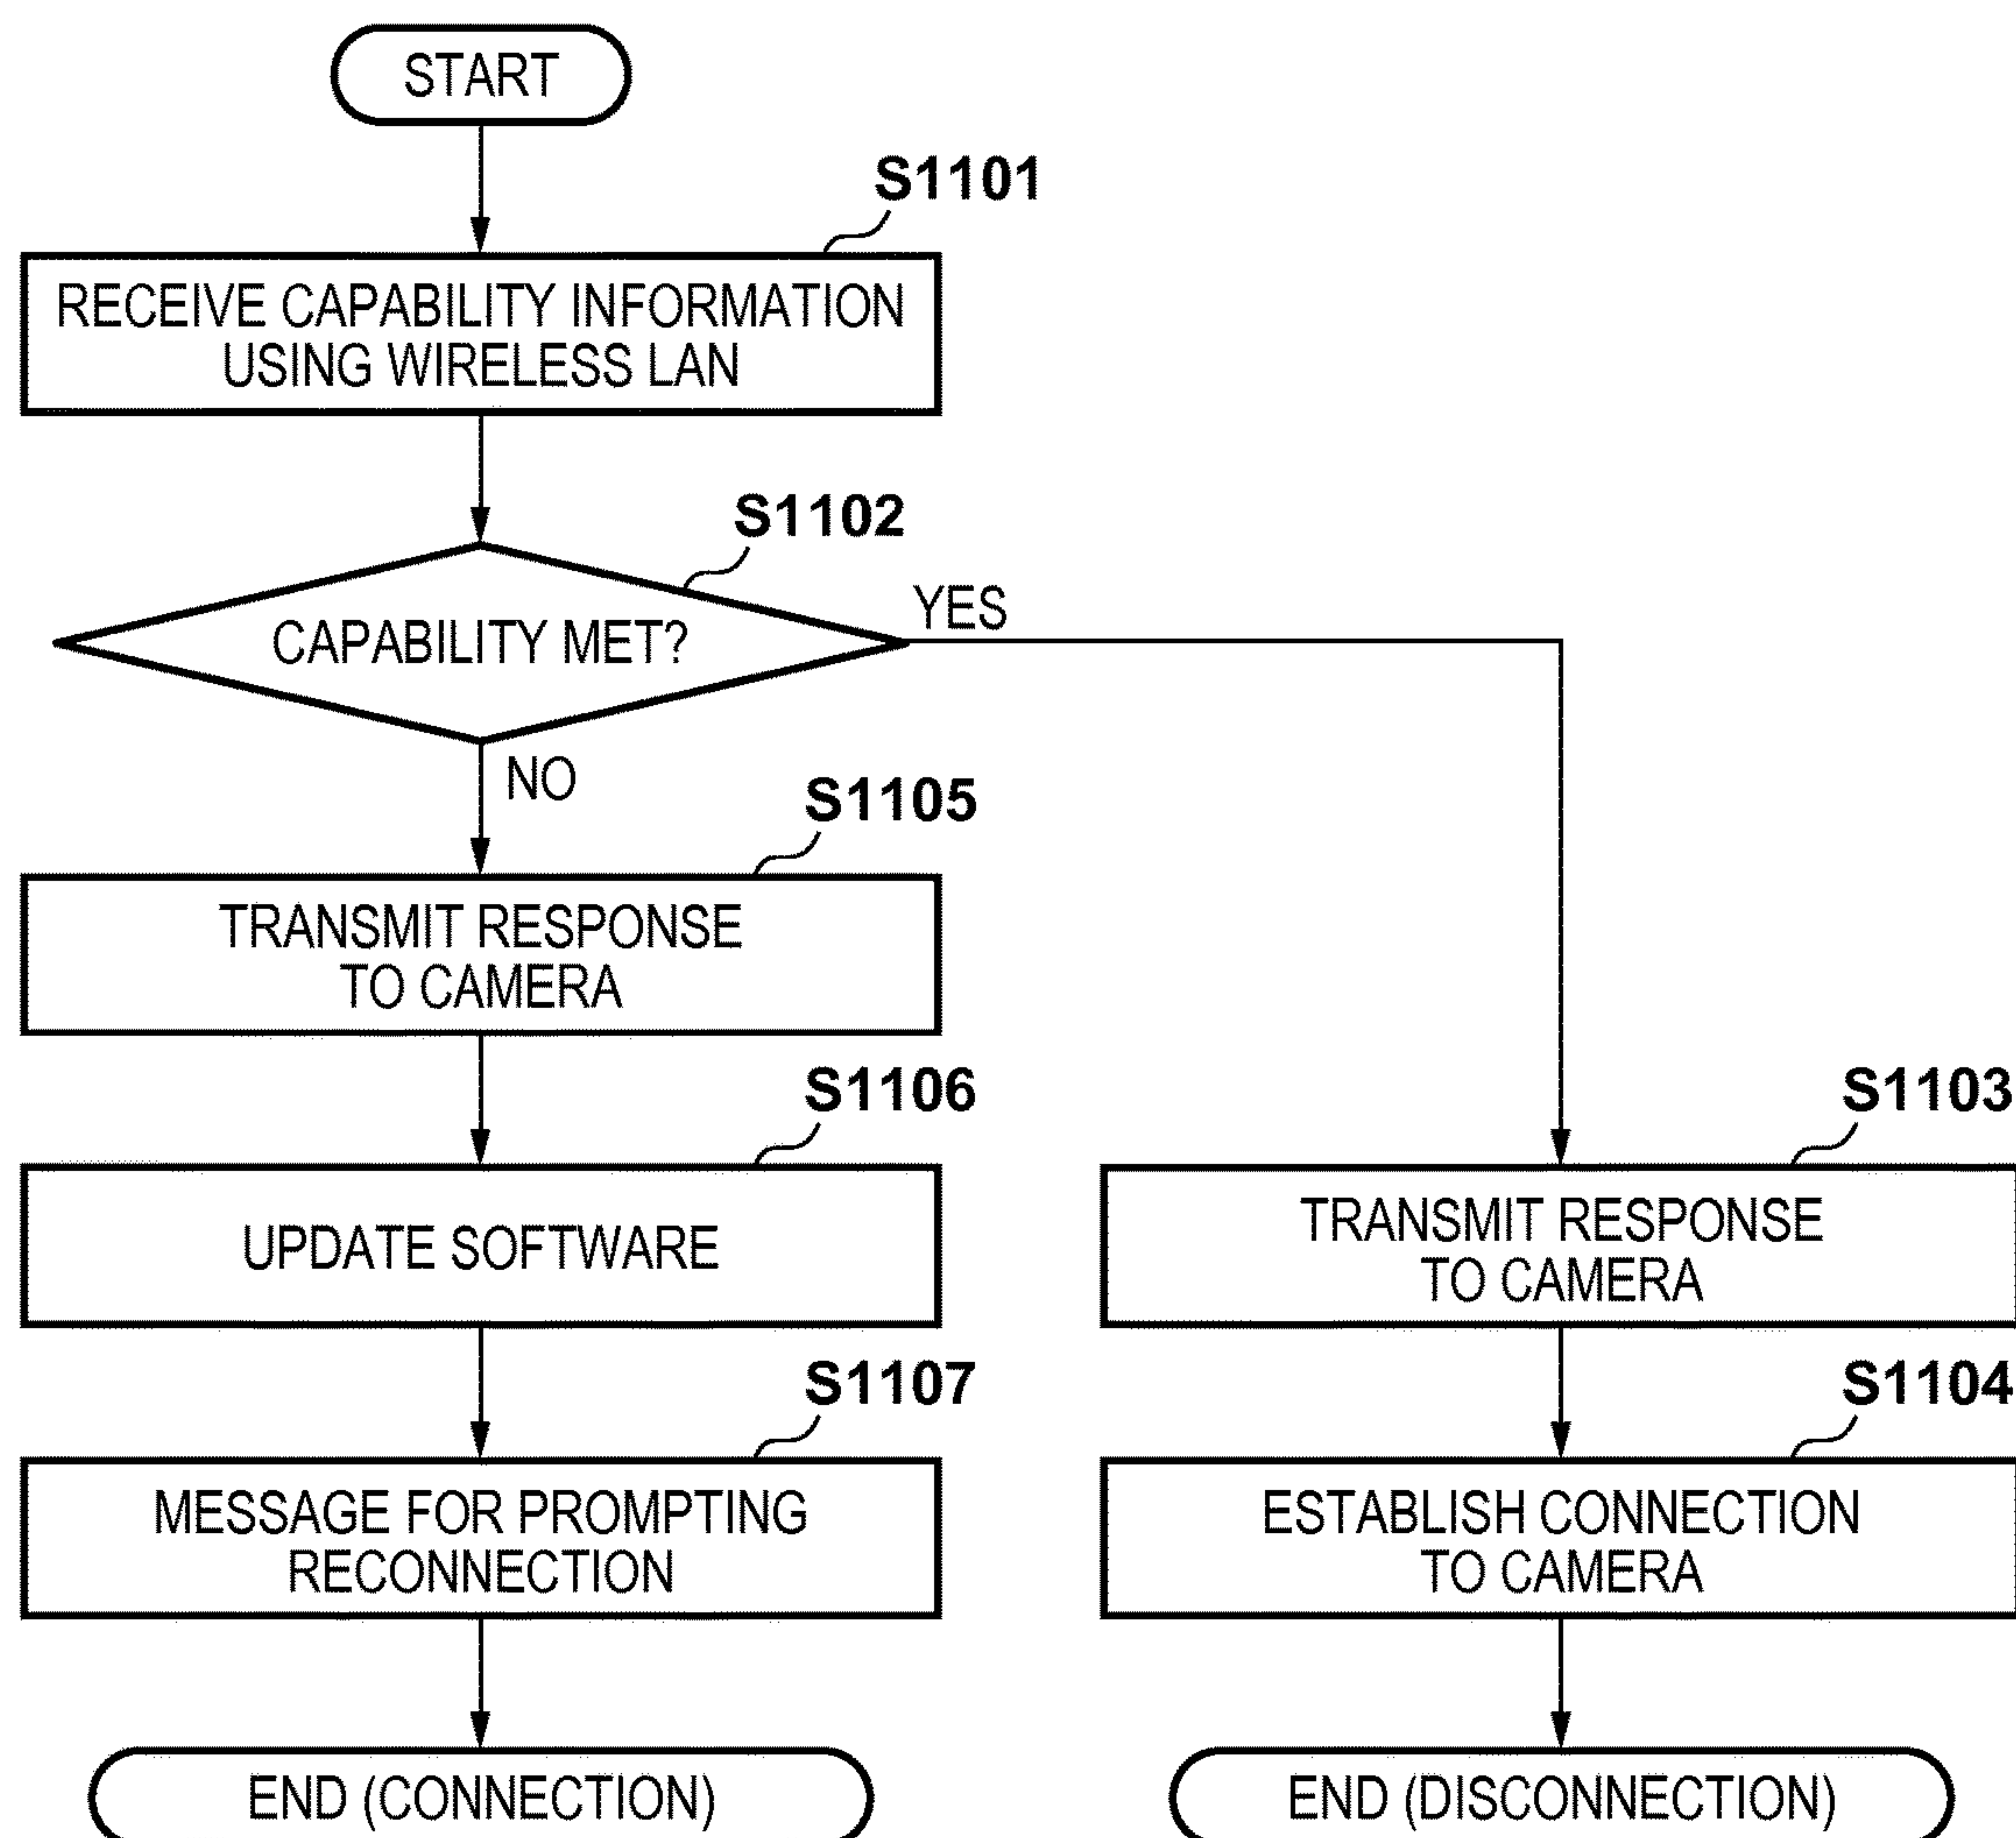 START
S1101
RECEIVE CAPABILITY INFORMATION
USING WIRELESS LAN
S1102
CAPABILITY MET?
YES
NO
S1105
TRANSMIT RESPONSE
TO CAMERA
S1106
UPDATE SOFTWARE
S1107
MESSAGE FOR PROMPTING
RECONNECTION
END (CONNECTION)
S1103
TRANSMIT RESPONSE
TO CAMERA
S1104
ESTABLISH CONNECTION
TO CAMERA
END (DISCONNECTION)